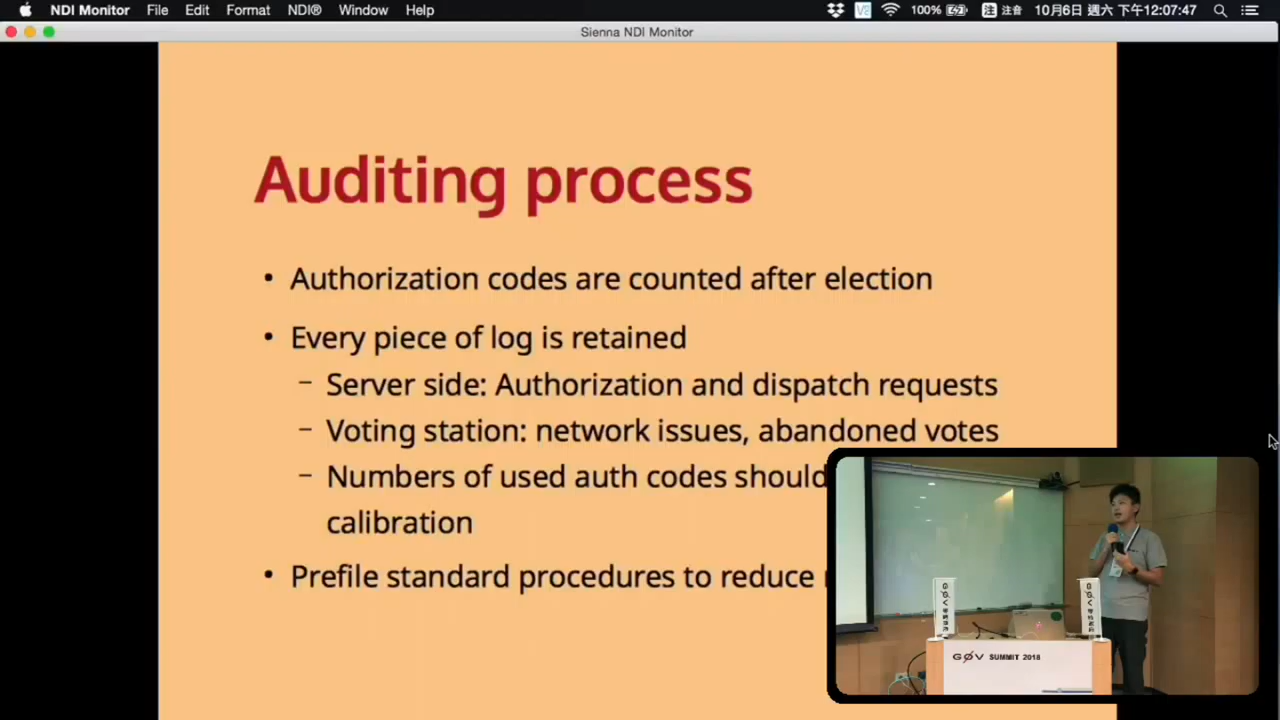 NDI Monitor File Edit Format NDI® Window Help 100% 注 注音 10月6日 週六 下午12:07:47
Sienna NDI Monitor
Auditing process
• Authorization codes are counted after election
• Every piece of log is retained
– Server side: Authorization and dispatch requests
– Voting station: network issues, abandoned votes
– Numbers of used auth codes should
calibration
• Prefile standard procedures to reduce
GØV SUMMIT 2018